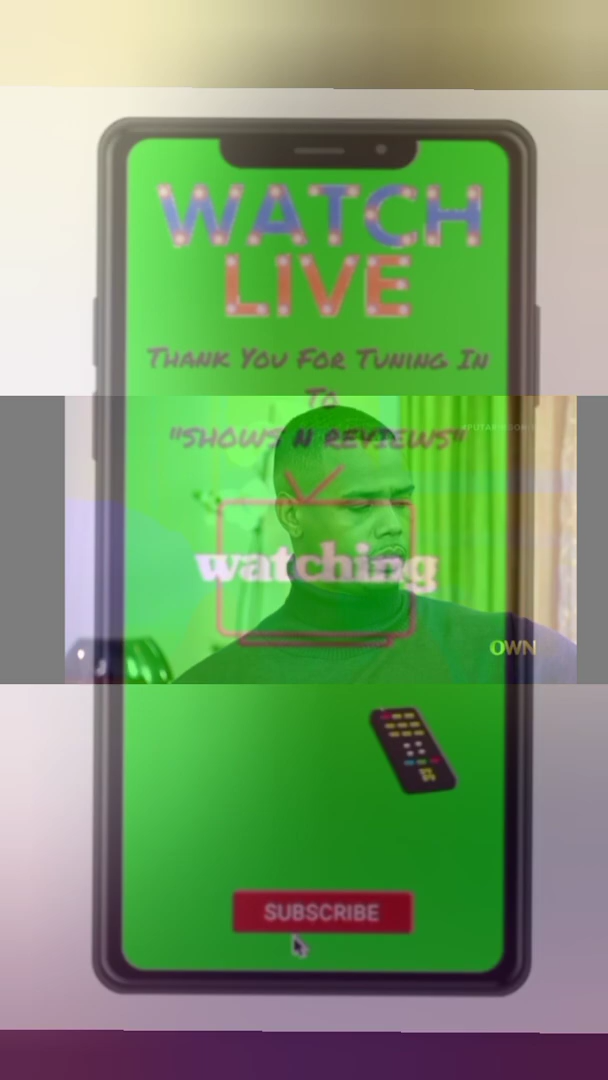 WATCH
LIVE
THANK YOU FOR TUNING IN
TO
"SHOWS N REVIEWS"
watching
OWN
SUBSCRIBE